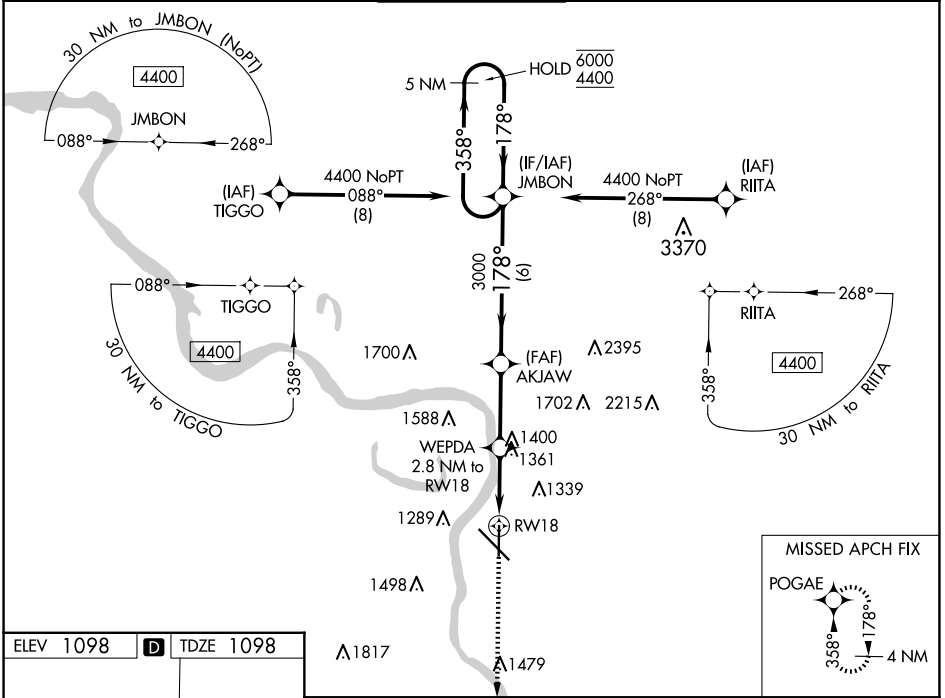 30 NM to JMBON (NoPT)
4400
JMBON
088°
268°
5 NM
HOLD
6000
4400
358°
178°
(IF/IAF)
JMBON
(IAF)
TIGGO
4400 NoPT
088°
(8)
4400 NoPT
268°
(8)
(IAF)
RIITA
3370
3000
178°
(6)
088°
TIGGO
4400
358°
30 NM to TIGGO
268°
RIITA
4400
358°
30 NM to RIITA
1700
(FAF)
AKJAW
2395
1702
2215
1588
WEPDA
2.8 NM to
RW18
1400
1361
1339
1289
RW18
1498
1817
1479
MISSED APCH FIX
POGAE
358°
178°
4 NM
ELEV 1098
D
TDZE 1098